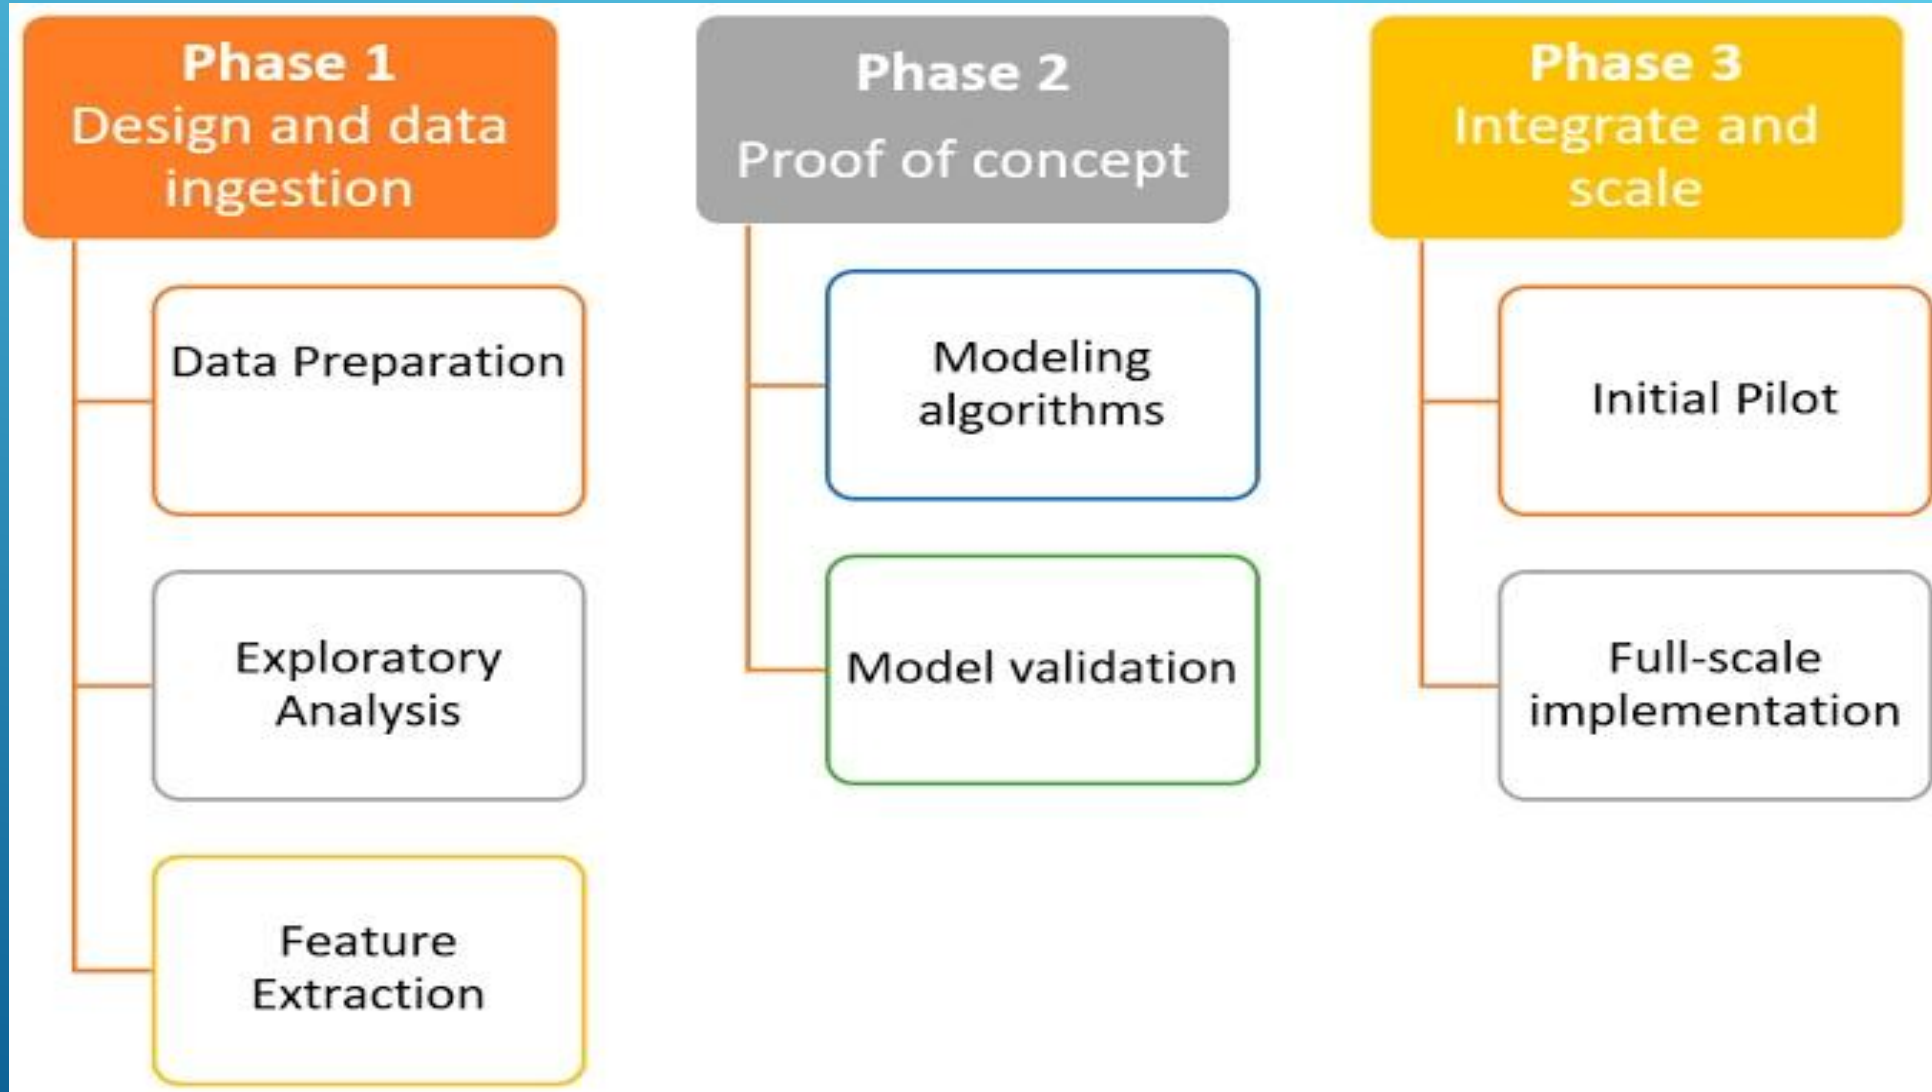 Phase 1
Design and data
ingestion
Data Preparation
Exploratory
Analysis
Feature
Extraction
Phase 2
Proof of concept
Modeling
algorithms
Model validation
Phase 3
Integrate and
scale
Initial Pilot
Full-scale
implementation